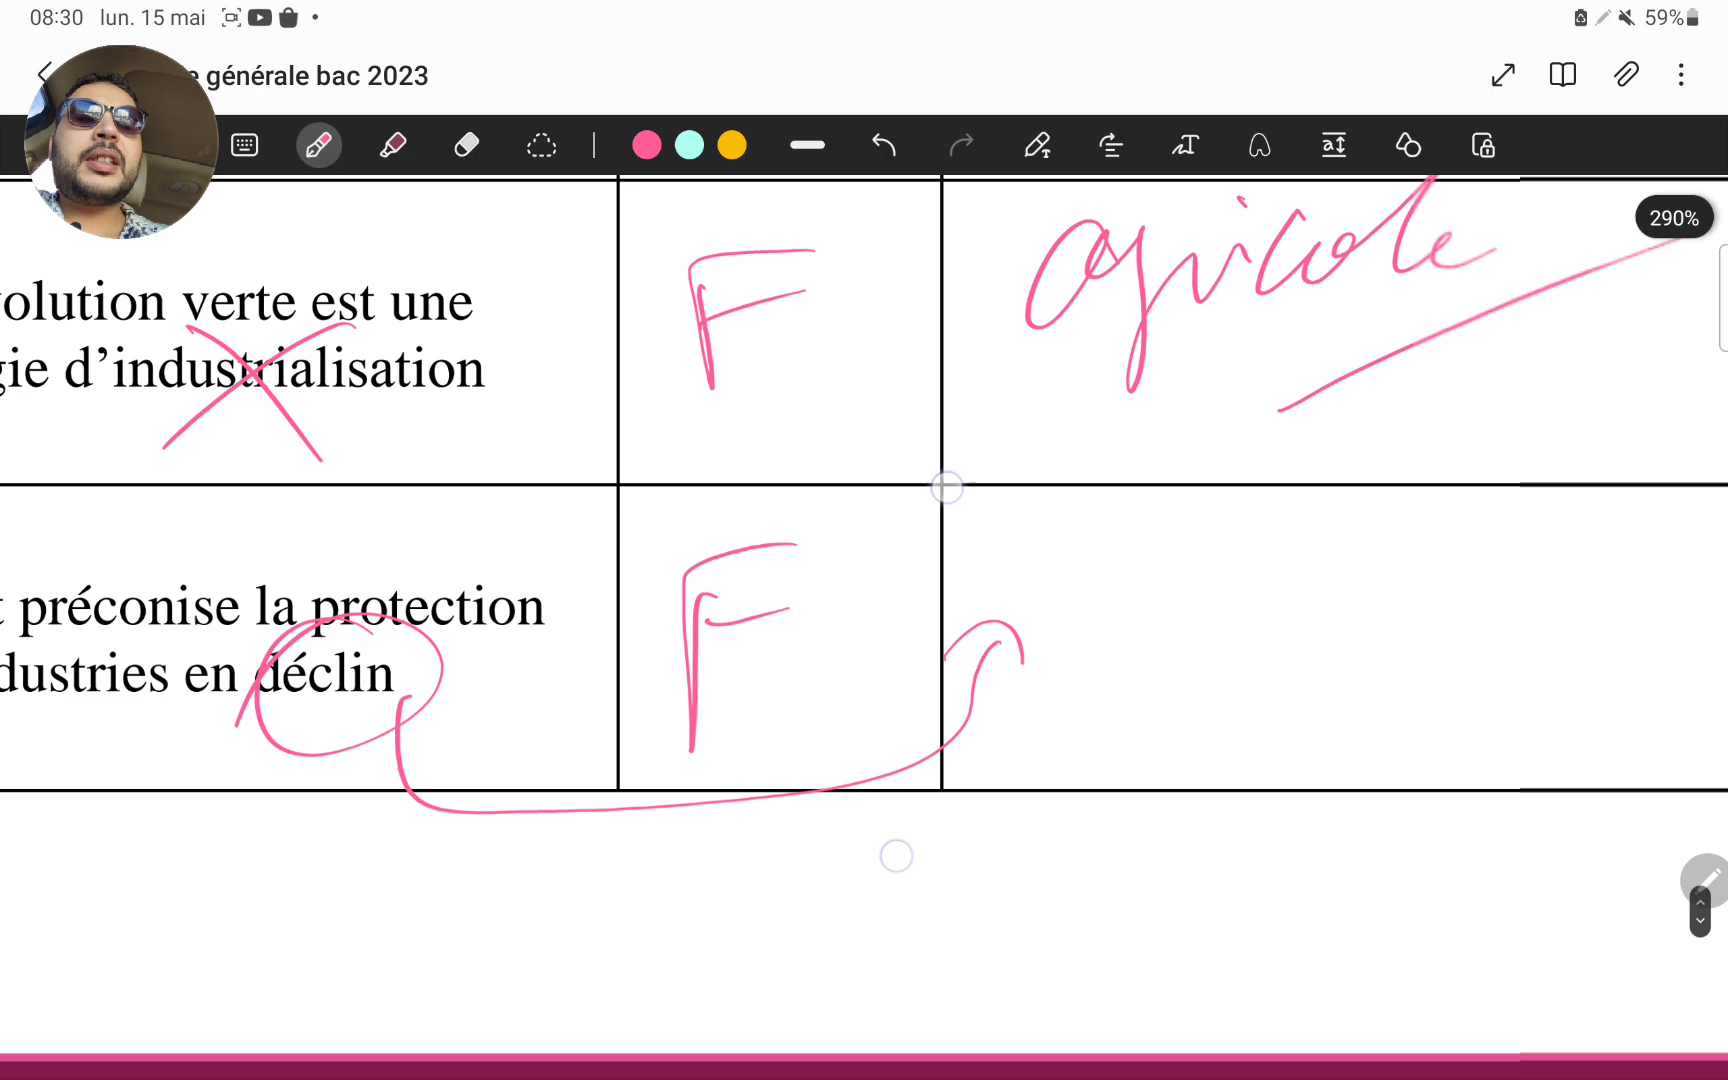 08:30 lun. 15 mai
59%
générale bac 2023
290%
agricole
volution verte est une
gie d’industrialisation
F
préconise la protection
dustries en déclin
F